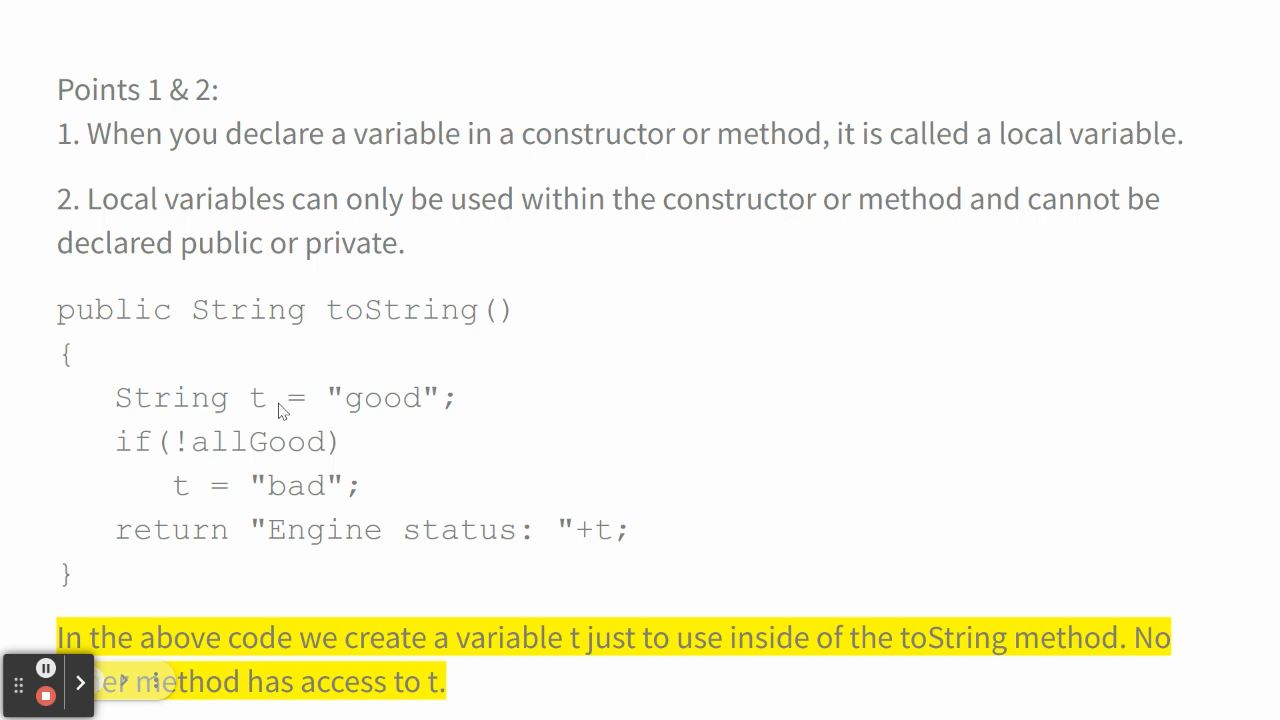 Points 1 & 2:
1. When you declare a variable in a constructor or method, it is called a local variable.
2. Local variables can only be used within the constructor or method and cannot be
declared public or private.
public String toString()
{
String t = "good";
if(!allGood)
t = "bad";
return "Engine status: "+t;
}
In the above code we create a variable t just to use inside of the toString method. No
method has access to t.